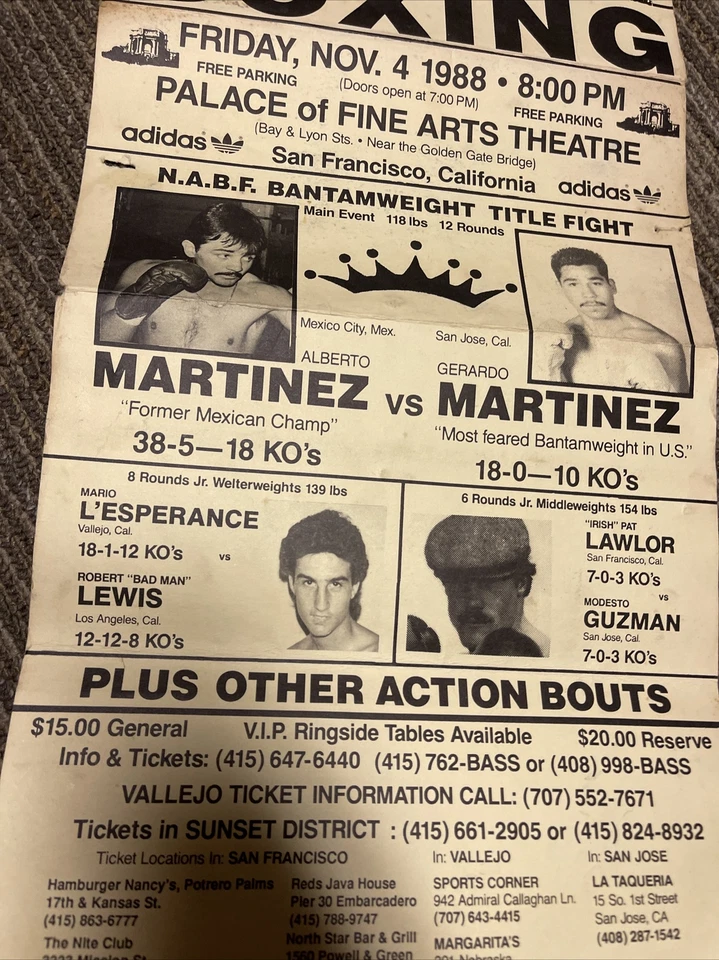 BOXING
FRIDAY, NOV. 4 1988 • 8:00 PM
FREE PARKING (Doors open at 7:00 PM) FREE PARKING
PALACE of FINE ARTS THEATRE
(Bay & Lyon Sts. • Near the Golden Gate Bridge)
adidas San Francisco, California adidas
N.A.B.F. BANTAMWEIGHT TITLE FIGHT
Main Event 118 lbs 12 Rounds
Mexico City, Mex. San Jose, Cal.
ALBERTO GERARDO
MARTINEZ vs MARTINEZ
"Former Mexican Champ" "Most feared Bantamweight in U.S."
38-5—18 KO's 18-0—10 KO's
8 Rounds Jr. Welterweights 139 lbs
MARIO
L'ESPERANCE
Vallejo, Cal.
18-1-12 KO's vs
ROBERT "BAD MAN"
LEWIS
Los Angeles, Cal.
12-12-8 KO's
6 Rounds Jr. Middleweights 154 lbs
"IRISH" PAT
LAWLOR
San Francisco, Cal.
7-0-3 KO's
vs
MODESTO
GUZMAN
San Jose, Cal.
7-0-3 KO's
PLUS OTHER ACTION BOUTS
$15.00 General V.I.P. Ringside Tables Available $20.00 Reserve
Info & Tickets: (415) 647-6440 (415) 762-BASS or (408) 998-BASS
VALLEJO TICKET INFORMATION CALL: (707) 552-7671
Tickets in SUNSET DISTRICT : (415) 661-2905 or (415) 824-8932
Ticket Locations In: SAN FRANCISCO In: VALLEJO In: SAN JOSE
Hamburger Nancy's, Potrero Palms
17th & Kansas St.
(415) 863-6777
The Nite Club
Reds Java House
Pier 30 Embarcadero
(415) 788-9747
North Star Bar & Grill
1560 Powell & Green
SPORTS CORNER
942 Admiral Callaghan Ln.
(707) 643-4415
MARGARITA'S
LA TAQUERIA
15 So. 1st Street
San Jose, CA
(408) 287-1542